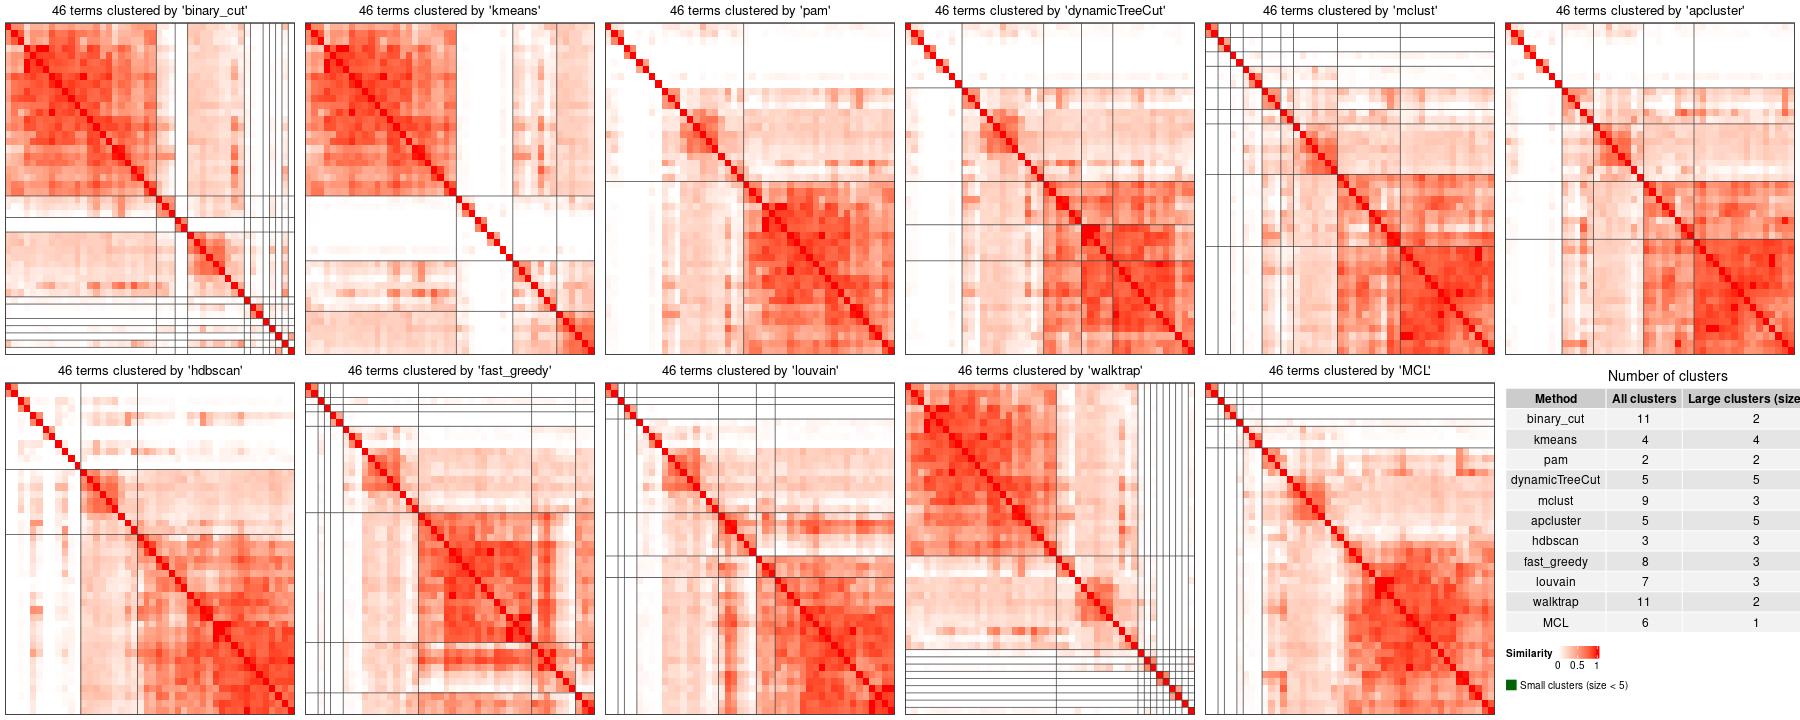 46 terms clustered by 'binary_cut'
46 terms clustered by 'kmeans'
46 terms clustered by 'pam'
46 terms clustered by 'dynamicTreeCut'
46 terms clustered by 'mclust'
46 terms clustered by 'apcluster'
46 terms clustered by 'hdbscan'
46 terms clustered by 'fast_greedy'
46 terms clustered by 'louvain'
46 terms clustered by 'walktrap'
46 terms clustered by 'MCL'
Number of clusters
Method All clusters Large clusters (size
binary_cut 11 2
kmeans 4 4
pam 2 2
dynamicTreeCut 5 5
mclust 9 3
apcluster 5 5
hdbscan 3 3
fast_greedy 8 3
louvain 7 3
walktrap 11 2
MCL 6 1
Similarity
0 0.5 1
Small clusters (size < 5)